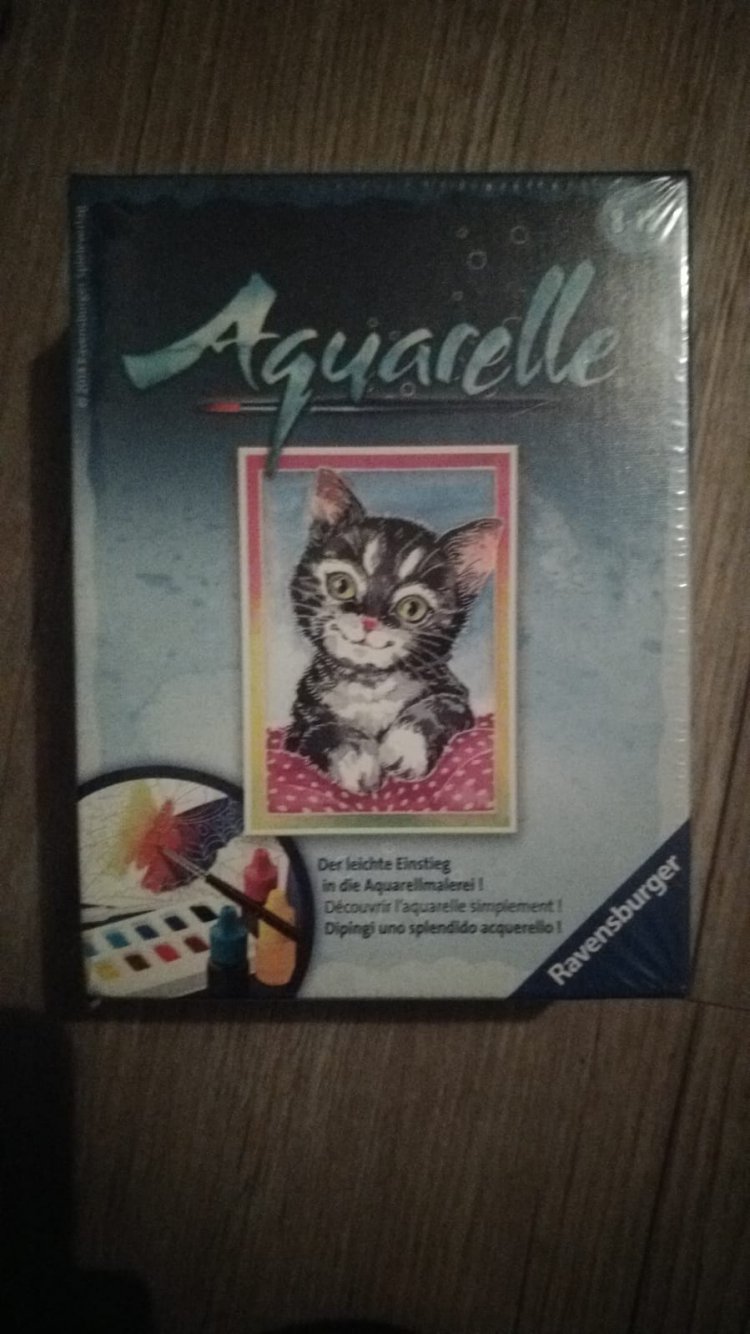 Aquarelle
Der leichte Einstieg
in die Aquarellmalerei !
Découvrir l'aquarelle simplement !
Dipingi uno splendido acquerello !
Ravensburger